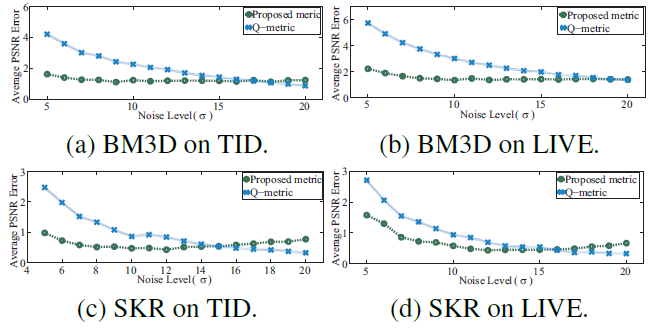 Average PSNR Error
6
4
2
0
5
10
15
20
Noise Level( σ )
Proposed meric
Q−metric
(a) BM3D on TID.
Average PSNR Error
6
4
2
0
5
10
15
20
Noise Level( σ )
Proposed metric
Q−metric
(b) BM3D on LIVE.
Average PSNR Error
3
2
1
0
4
6
8
10
12
14
16
18
20
Noise Level( σ )
Proposed metric
Q−metric
(c) SKR on TID.
Average PSNR Error
3
2
1
0
5
10
15
20
Noise Level( σ )
Proposed metric
Q−metric
(d) SKR on LIVE.